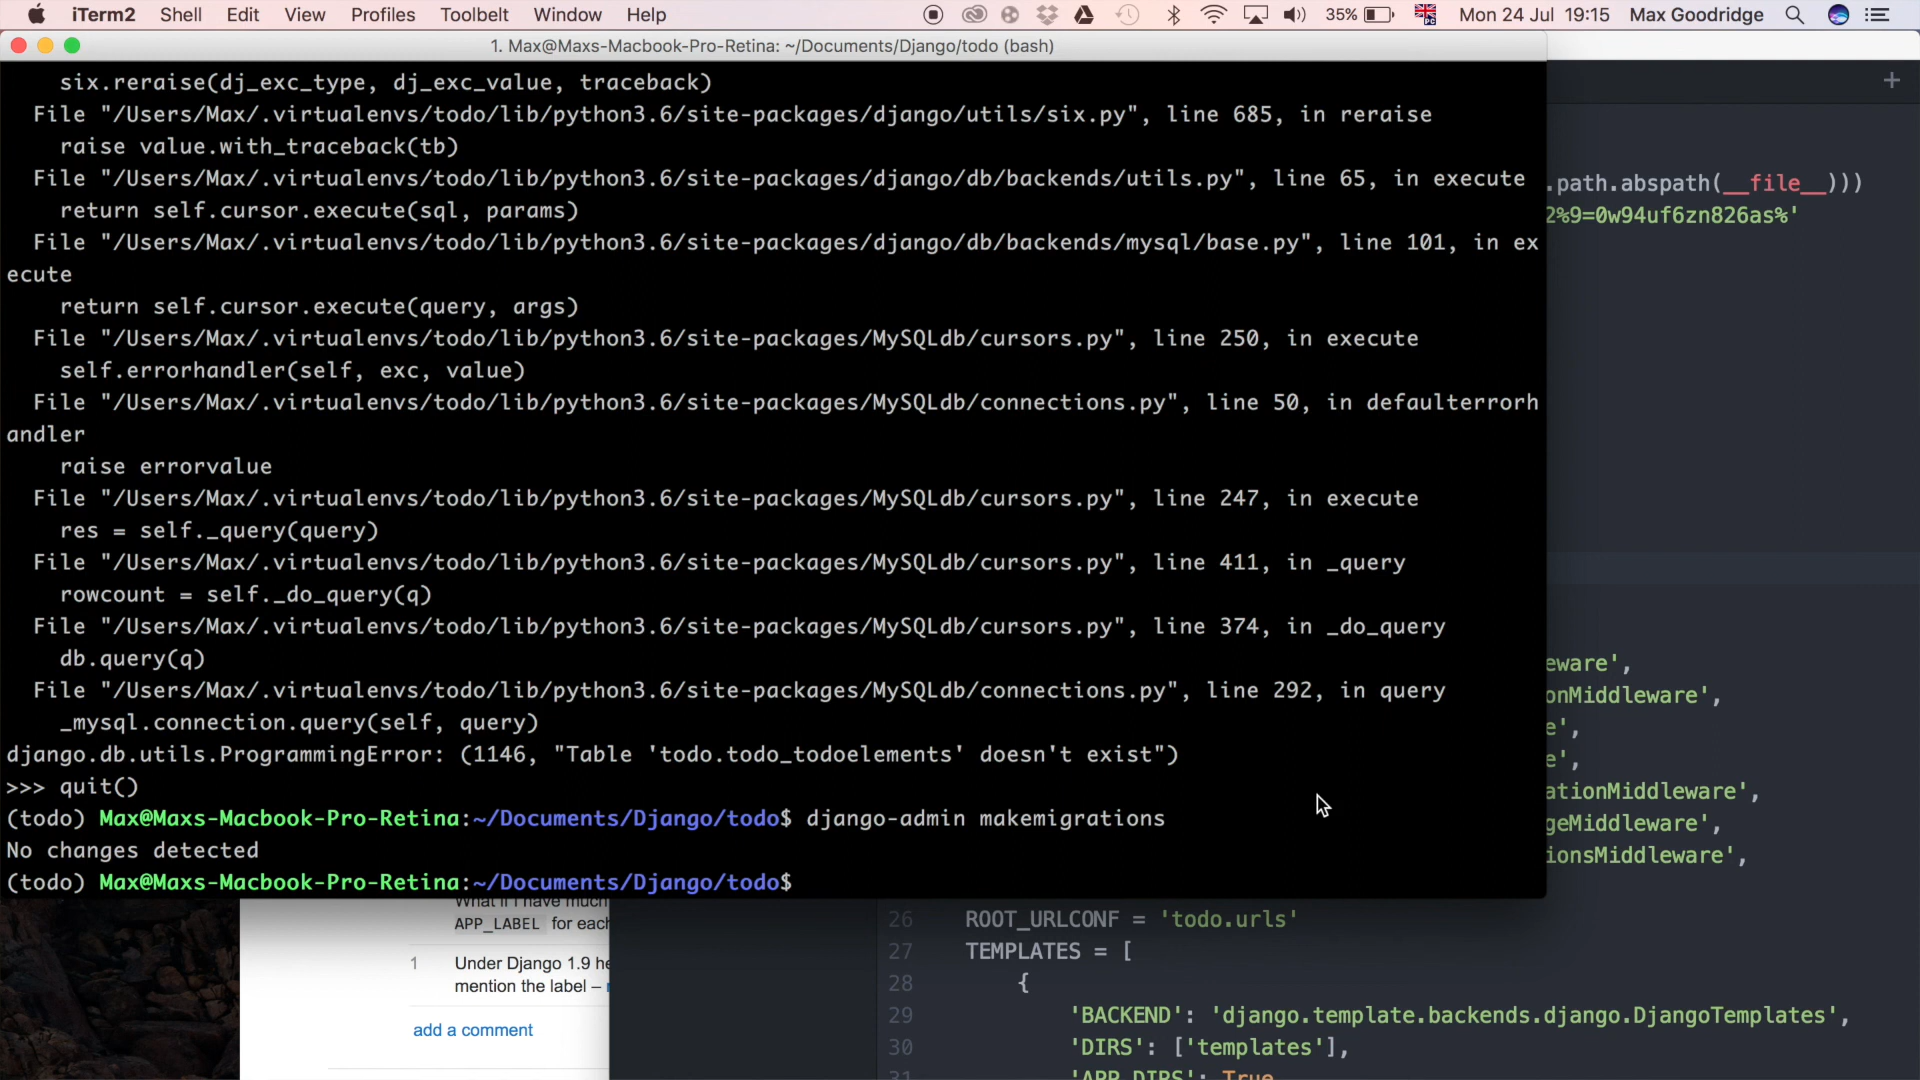 iTerm2 Shell Edit View Profiles Toolbelt Window Help 35% Mon 24 Jul 19:15 Max Goodridge
1. Max@Maxs-Macbook-Pro-Retina: ~/Documents/Django/todo (bash)
six.reraise(dj_exc_type, dj_exc_value, traceback)
File "/Users/Max/.virtualenvs/todo/lib/python3.6/site-packages/django/utils/six.py", line 685, in reraise
raise value.with_traceback(tb)
File "/Users/Max/.virtualenvs/todo/lib/python3.6/site-packages/django/db/backends/utils.py", line 65, in execute
return self.cursor.execute(sql, params)
File "/Users/Max/.virtualenvs/todo/lib/python3.6/site-packages/django/db/backends/mysql/base.py", line 101, in ex
ecute
return self.cursor.execute(query, args)
File "/Users/Max/.virtualenvs/todo/lib/python3.6/site-packages/MySQLdb/cursors.py", line 250, in execute
self.errorhandler(self, exc, value)
File "/Users/Max/.virtualenvs/todo/lib/python3.6/site-packages/MySQLdb/connections.py", line 50, in defaulterrorh
andler
raise errorvalue
File "/Users/Max/.virtualenvs/todo/lib/python3.6/site-packages/MySQLdb/cursors.py", line 247, in execute
res = self._query(query)
File "/Users/Max/.virtualenvs/todo/lib/python3.6/site-packages/MySQLdb/cursors.py", line 411, in _query
rowcount = self._do_query(q)
File "/Users/Max/.virtualenvs/todo/lib/python3.6/site-packages/MySQLdb/cursors.py", line 374, in _do_query
db.query(q)
File "/Users/Max/.virtualenvs/todo/lib/python3.6/site-packages/MySQLdb/connections.py", line 292, in query
_mysql.connection.query(self, query)
django.db.utils.ProgrammingError: (1146, "Table 'todo.todo_todoelements' doesn't exist")
>>> quit()
(todo) Max@Maxs-Macbook-Pro-Retina:~/Documents/Django/todo$ django-admin makemigrations
No changes detected
(todo) Max@Maxs-Macbook-Pro-Retina:~/Documents/Django/todo$
.path.abspath(__file__)))
2%9=0w94uf6zn826as%'
eware',
onMiddleware',
e',
e',
ationMiddleware',
geMiddleware',
ionsMiddleware',
What if I have much
APP_LABEL for each
1 Under Django 1.9 he
mention the label –
add a comment
26 ROOT_URLCONF = 'todo.urls'
27 TEMPLATES = [
28 {
29 'BACKEND': 'django.template.backends.django.DjangoTemplates',
30 'DIRS': ['templates'],
31 'APP_DIRS': True